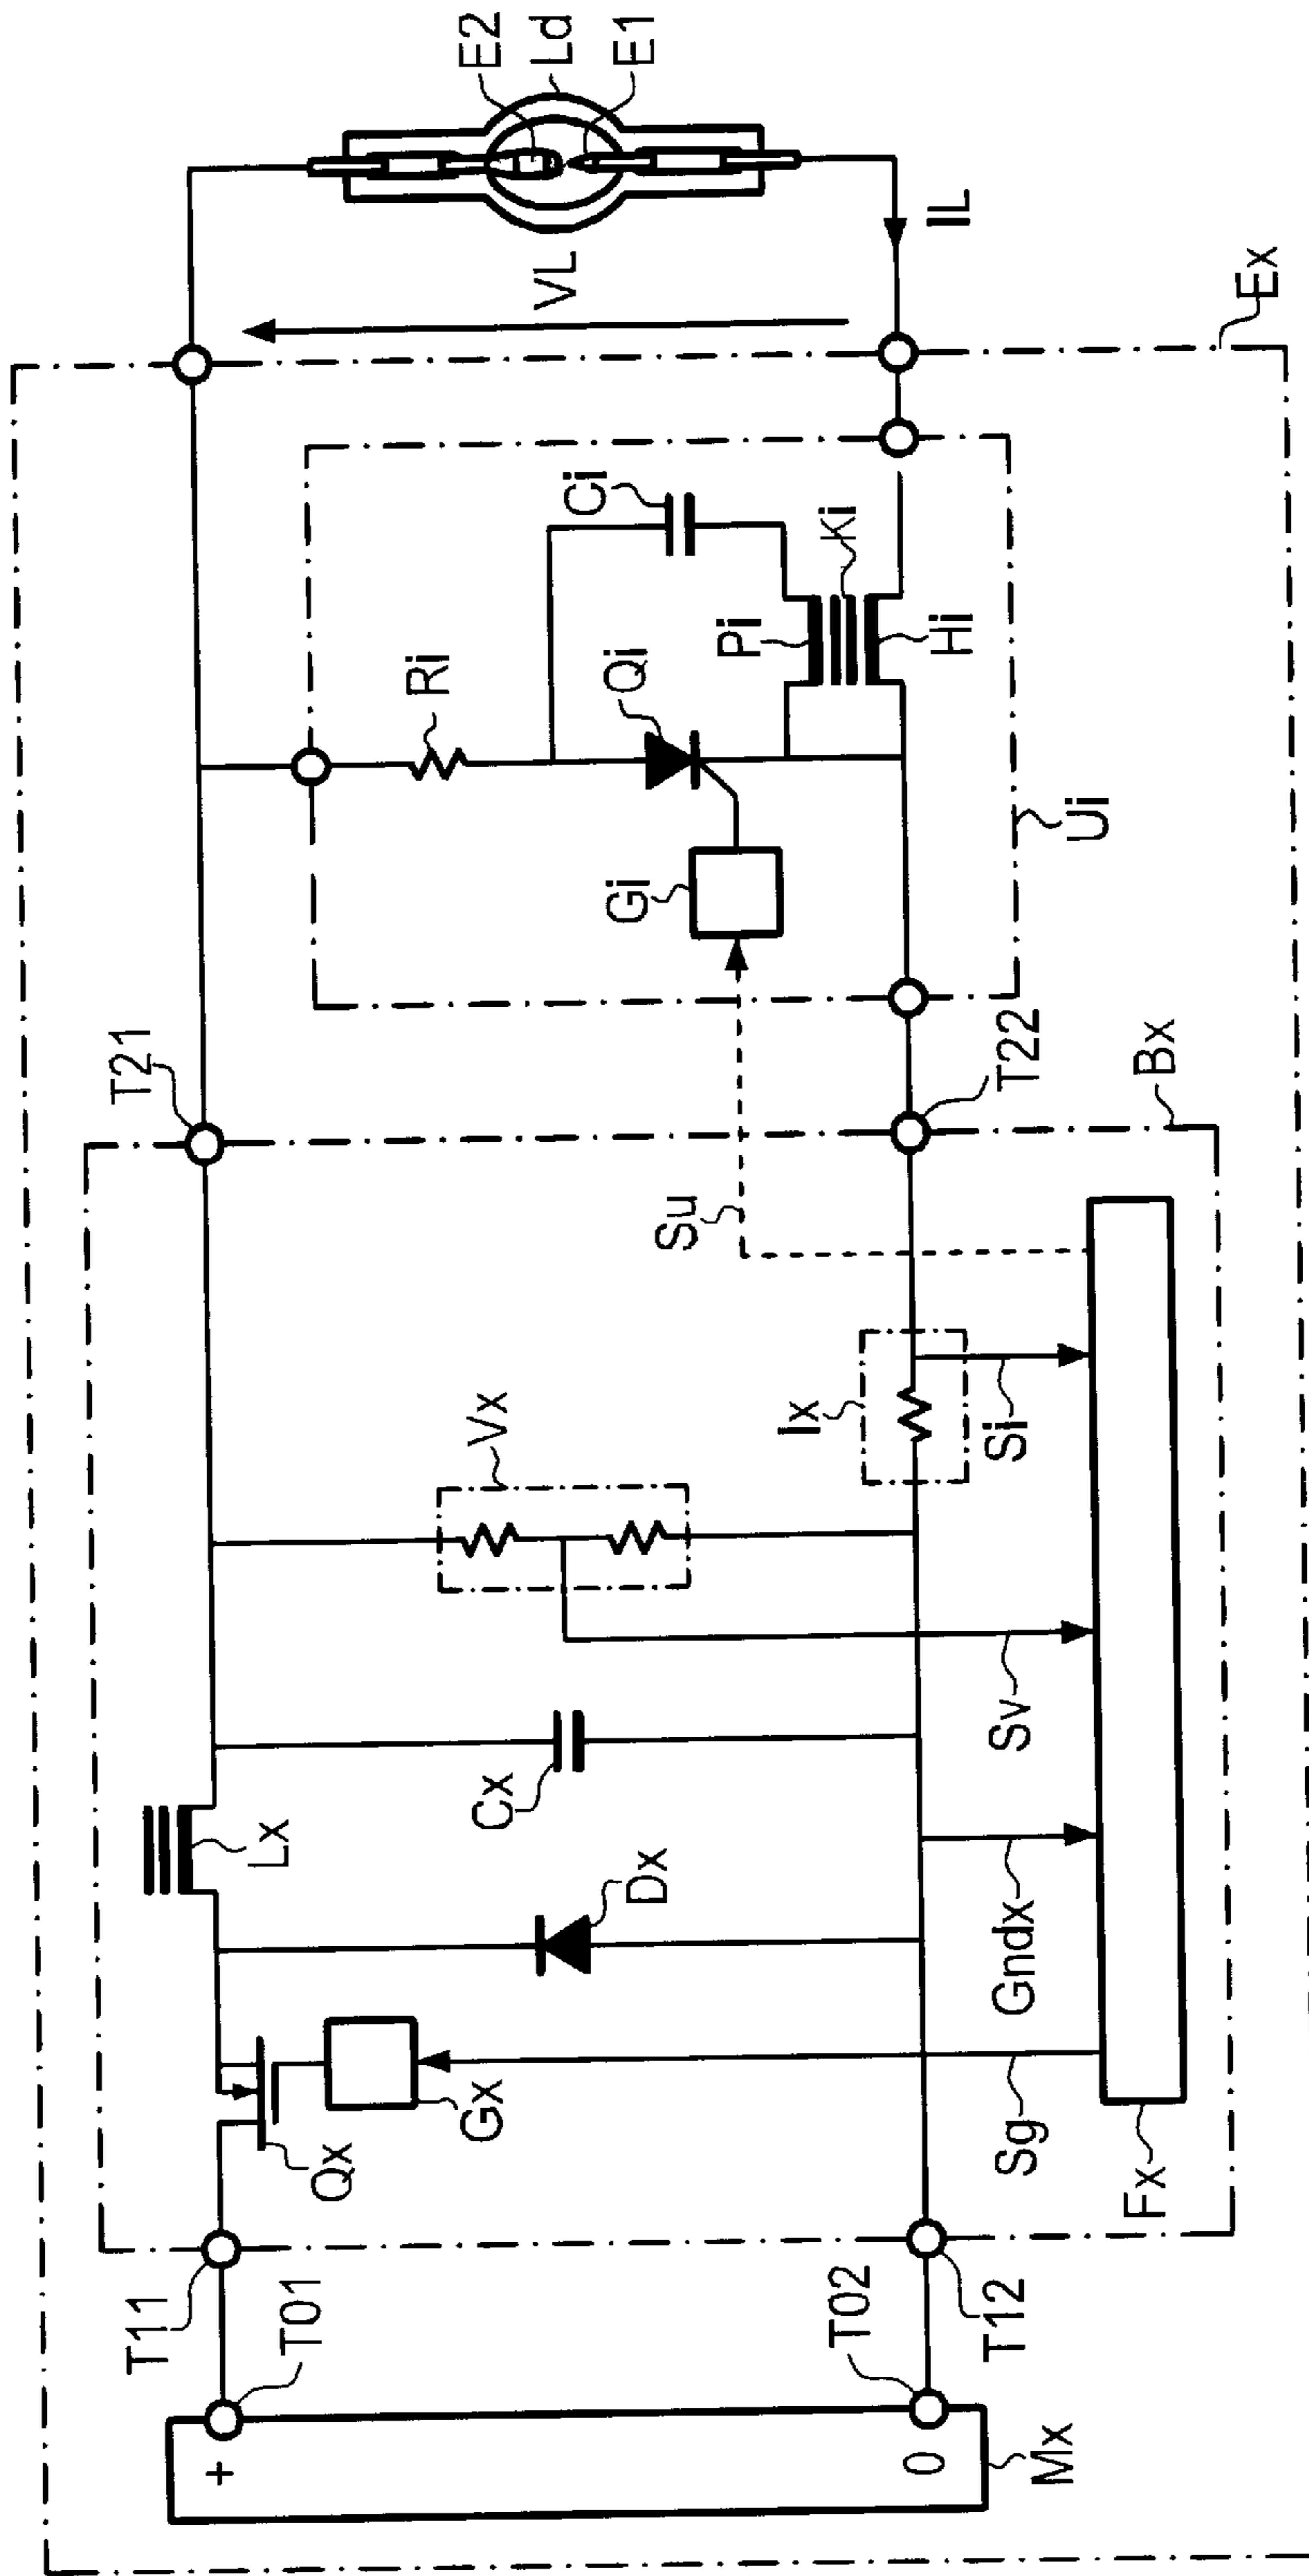 E2
Ld
E1
VL
IL
Ex
Ci
Ki
Pi
Hi
Ri
Qi
Gi
Ui
T21
T22
Su
Bx
Vx
Ix
Si
Sv
Cx
Lx
Dx
Gndx
Gx
Qx
Sg
Fx
T11
T01
T02
T12
+
0
Mx